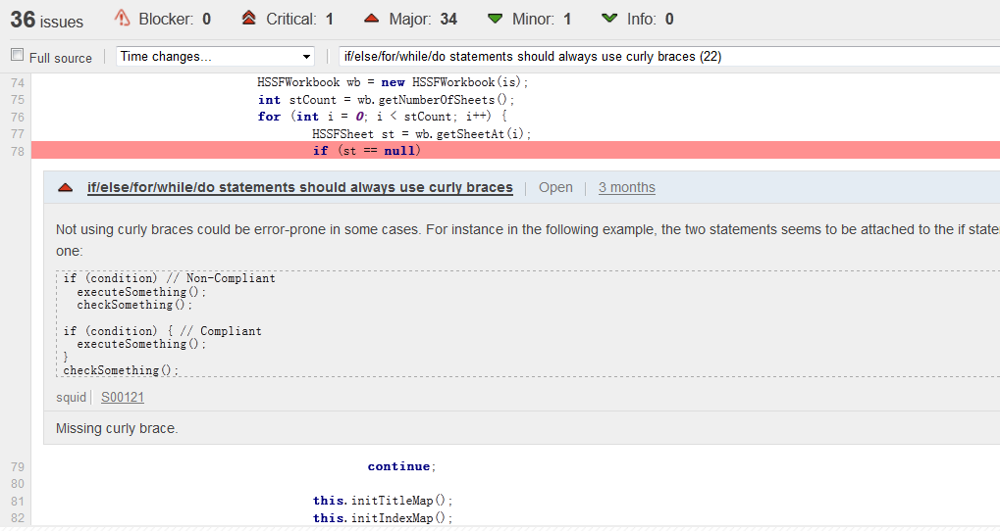 36 issues Blocker: 0 Critical: 1 Major: 34 Minor: 1 Info: 0
Full source Time changes... if/else/for/while/do statements should always use curly braces (22)
74 HSSFWorkbook wb = new HSSFWorkbook(is);
75 int stCount = wb.getNumberOfSheets();
76 for (int i = 0; i < stCount; i++) {
77 HSSFSheet st = wb.getSheetAt(i);
78 if (st == null)
if/else/for/while/do statements should always use curly braces Open 3 months
Not using curly braces could be error-prone in some cases. For instance in the following example, the two statements seems to be attached to the if state
one:
if (condition) // Non-Compliant
executeSomething();
checkSomething();
if (condition) { // Compliant
executeSomething();
}
checkSomething();
squid S00121
Missing curly brace.
79 continue;
80
81 this.initTitleMap();
82 this.initIndexMap();